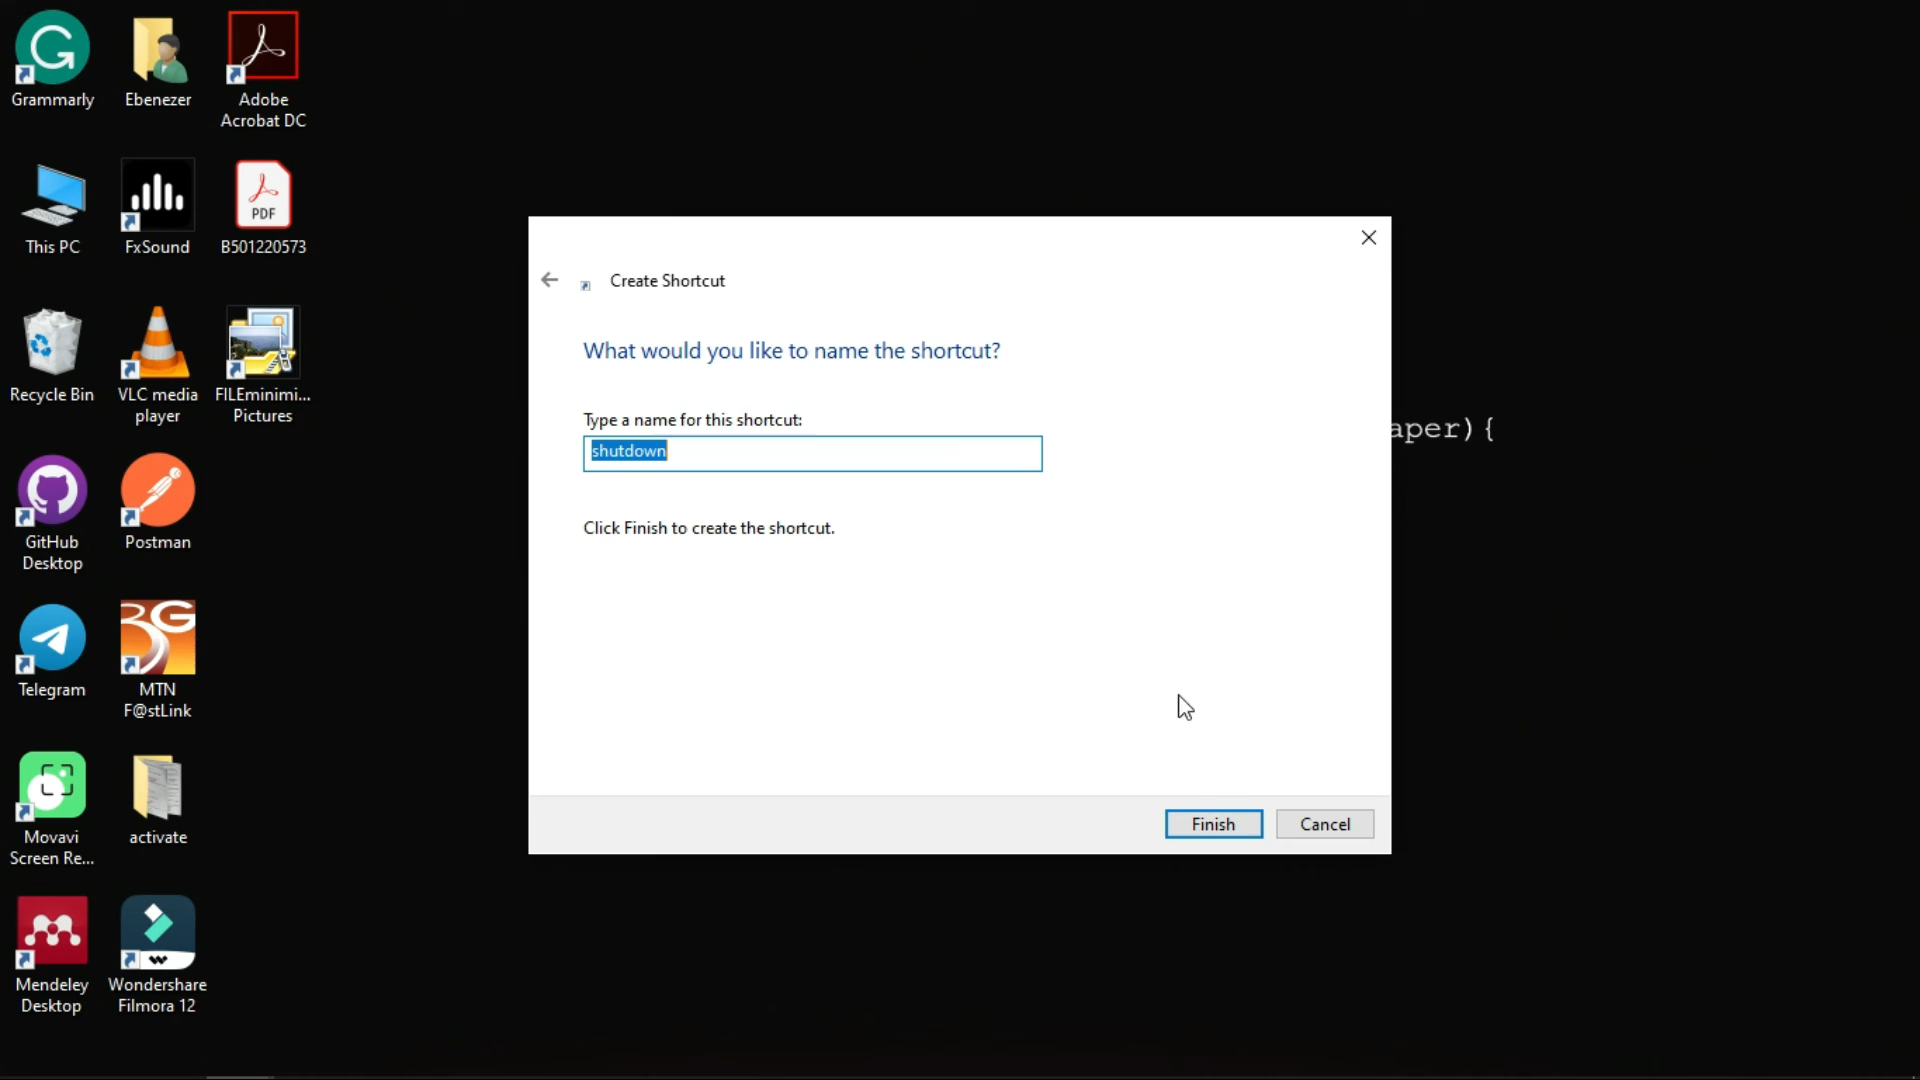 Grammarly
Ebenezer
Adobe
Acrobat DC
This PC
FxSound
PDF
B501220573
Recycle Bin
VLC media
player
FILEminimi...
Pictures
GitHub
Desktop
Postman
Telegram
3G
MTN
F@stLink
Movavi
Screen Re...
activate
Mendeley
Desktop
Wondershare
Filmora 12
Create Shortcut
What would you like to name the shortcut?
Type a name for this shortcut:
shutdown
Click Finish to create the shortcut.
Finish
Cancel
aper){